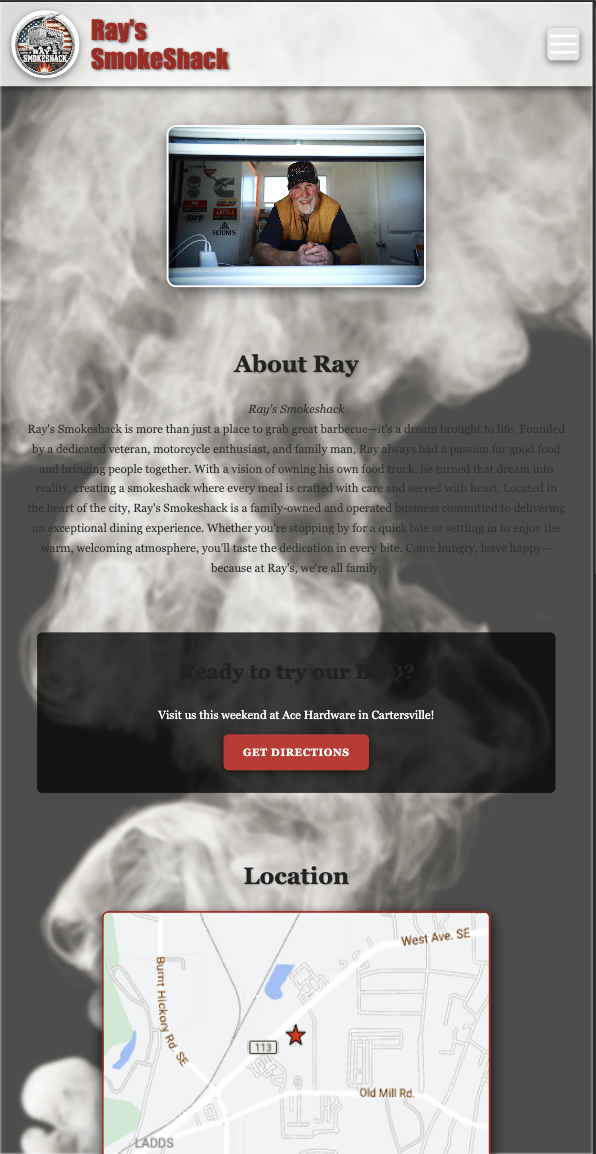 RAY'S
SMOKESHACK
Ray's
SmokeShack
ADONIS
About Ray
Ray's Smokeshack
Ray's Smokeshack is more than just a place to grab great barbecue—it's a dream brought to life. Founded
by a dedicated veteran, motorcycle enthusiast, and family man, Ray always had a passion for good food
and bringing people together. With a vision of owning his own food truck, he turned that dream into
reality, creating a smokeshack where every meal is crafted with care and served with heart. Located in
the heart of the city, Ray's Smokeshack is a family-owned and operated business committed to delivering
an exceptional dining experience. Whether you're stopping by for a quick bite or settling in to enjoy the
warm, welcoming atmosphere, you'll taste the dedication in every bite. Come hungry, leave happy—
because at Ray's, we're all family.
Ready to try our BBQ?
Visit us this weekend at Ace Hardware in Cartersville!
GET DIRECTIONS
Location
West Ave. SE
Burnt Hickory Rd. SE
113
Old Mill Rd.
LADDS